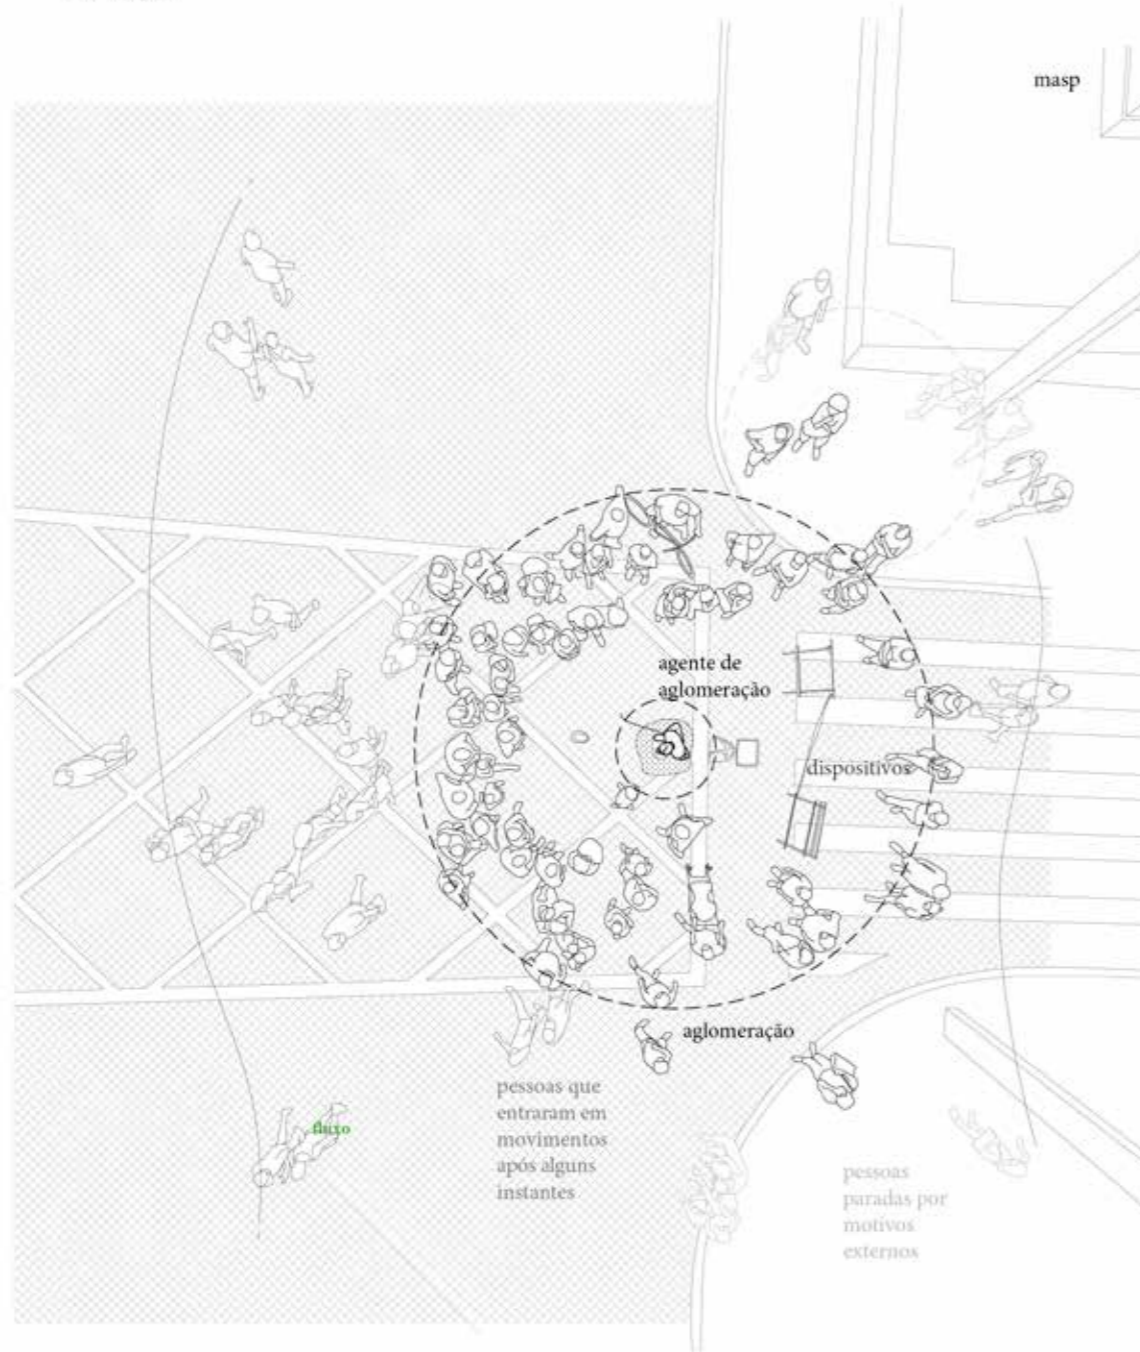 masp
agente de
aglomeração
dispositivos
aglomeração
pessoas que
entraram em
movimentos
após alguns
instantes
fluxo
pessoas
paradas por
motivos
externos